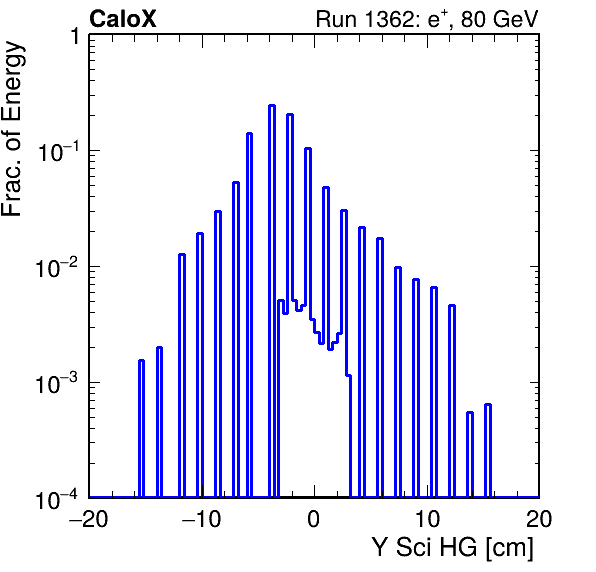 CaloX Run 1362: e⁺, 80 GeV
Frac. of Energy
1
10⁻¹
10⁻²
10⁻³
10⁻⁴
−20 −10 0 10 20
Y Sci HG [cm]